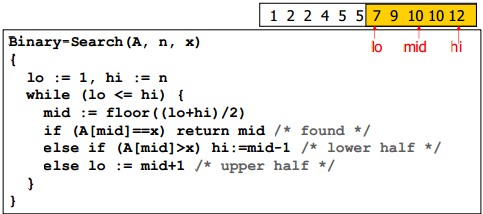 1 2 2 4 5 5 7 9 10 10 12
lo mid hi
Binary-Search(A, n, x)
{
lo := 1, hi := n
while (lo <= hi) {
mid := floor((lo+hi)/2)
if (A[mid]==x) return mid /* found */
else if (A[mid]>x) hi:=mid-1 /* lower half */
else lo := mid+1 /* upper half */
}
}